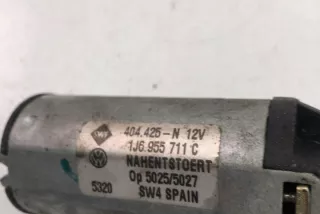 404.425-N 12V
1J6 955 711 C
NAHENTSTOERT
Op 5025/5027
5320 SW4 SPAIN